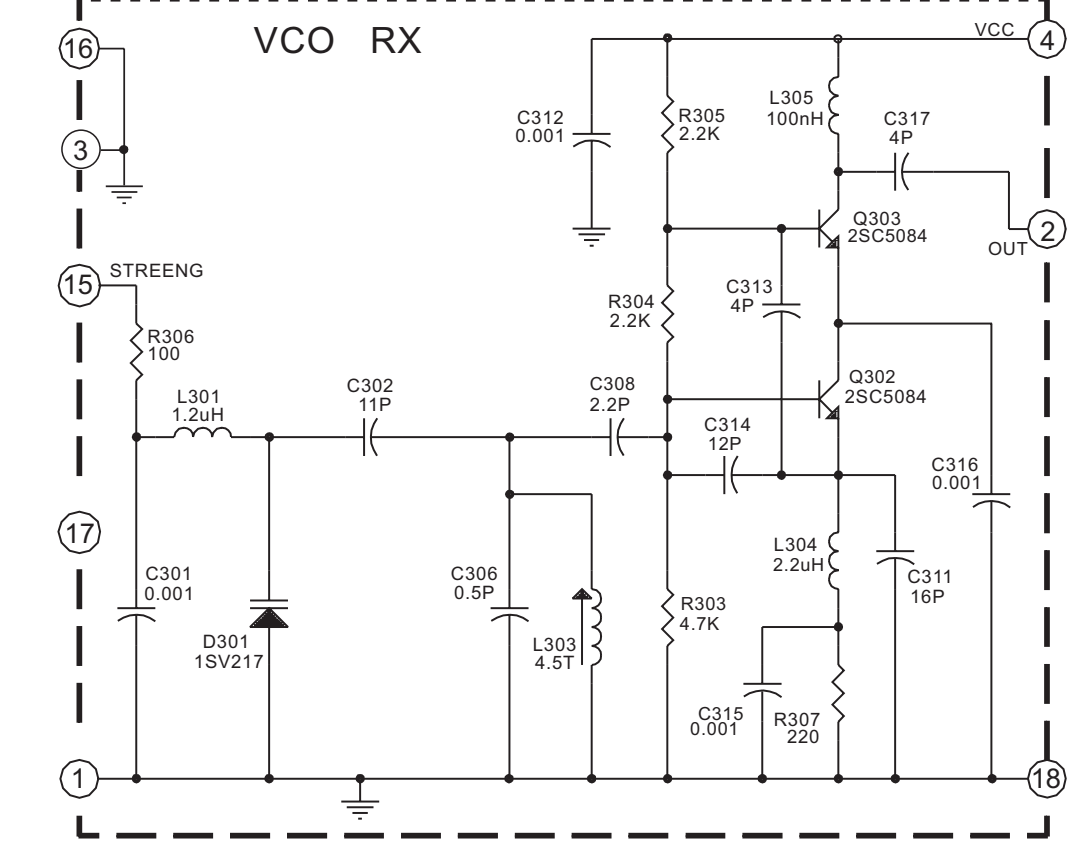 VCO RX
16
3
VCC
4
C312
0.001
R305
2.2K
L305
100nH
C317
4P
Q303
2SC5084
OUT
2
15
STREENG
R306
100
R304
2.2K
C313
4P
L301
1.2uH
C302
11P
C308
2.2P
Q302
2SC5084
C314
12P
C316
0.001
17
C301
0.001
D301
1SV217
C306
0.5P
L303
4.5T
R303
4.7K
L304
2.2uH
C311
16P
C315
0.001
R307
220
1
18